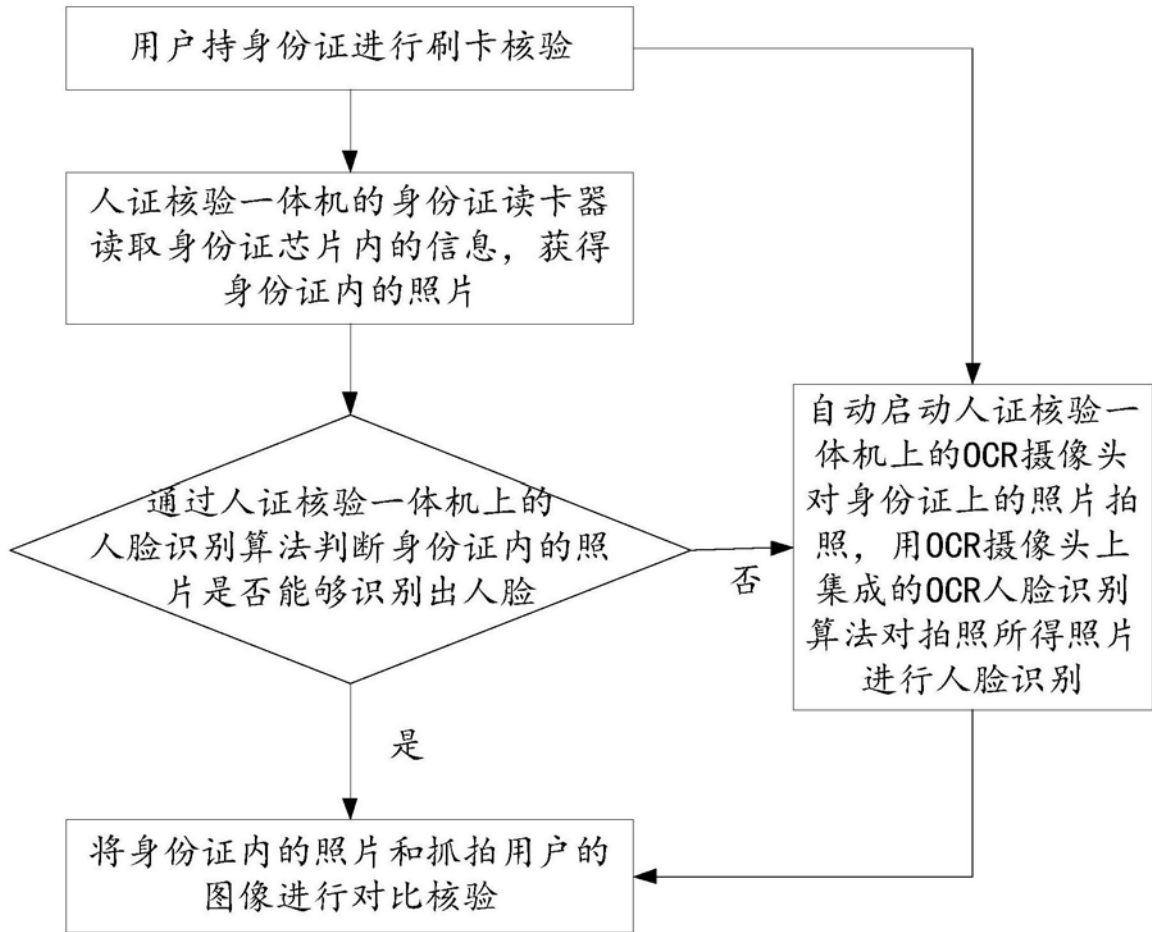 用户持身份证进行刷卡核验
人证核验一体机的身份证读卡器
读取身份证芯片内的信息，获得
身份证内的照片
通过人证核验一体机上的
人脸识别算法判断身份证内的照
片是否能够识别出人脸
否
自动启动人证核验一
体机上的OCR摄像头
对身份证上的照片拍
照，用OCR摄像头上
集成的OCR人脸识别
算法对拍照所得照片
进行人脸识别
是
将身份证内的照片和抓拍用户的
图像进行对比核验